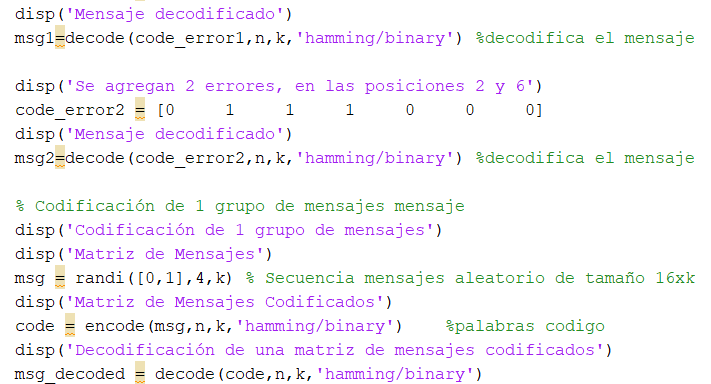 disp('Mensaje decodificado')
msg1=decode(code_error1,n,k,'hamming/binary') %decodifica el mensaje
disp('Se agregan 2 errores, en las posiciones 2 y 6')
code_error2 = [0 1 1 1 0 0 0]
disp('Mensaje decodificado')
msg2=decode(code_error2,n,k,'hamming/binary') %decodifica el mensaje
% Codificación de 1 grupo de mensajes mensaje
disp('Codificación de 1 grupo de mensajes')
disp('Matriz de Mensajes')
msg = randi([0,1],4,k) % Secuencia mensajes aleatorio de tamaño 16xk
disp('Matriz de Mensajes Codificados')
code = encode(msg,n,k,'hamming/binary') %palabras codigo
disp('Decodificación de una matriz de mensajes codificados')
msg_decoded = decode(code,n,k,'hamming/binary')